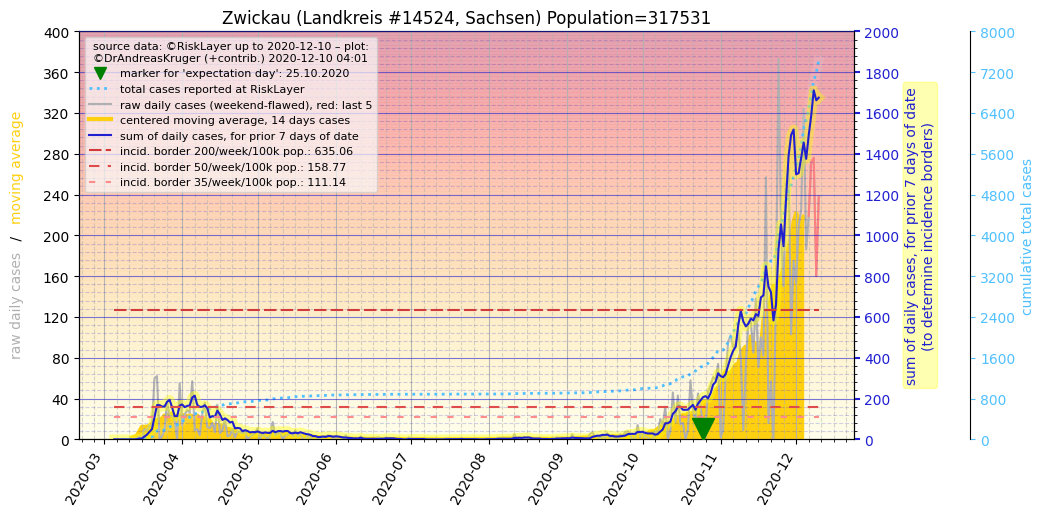 Zwickau (Landkreis #14524, Sachsen) Population=317531
source data: ©RiskLayer up to 2020-12-10 – plot:
©DrAndreasKruger (+contrib.) 2020-12-10 04:01
marker for 'expectation day': 25.10.2020
total cases reported at RiskLayer
raw daily cases (weekend-flawed), red: last 5
centered moving average, 14 days cases
sum of daily cases, for prior 7 days of date
incid. border 200/week/100k pop.: 635.06
incid. border 50/week/100k pop.: 158.77
incid. border 35/week/100k pop.: 111.14
raw daily cases / moving average
400
360
320
280
240
200
160
120
80
40
0
2020-03
2020-04
2020-05
2020-06
2020-07
2020-08
2020-09
2020-10
2020-11
2020-12
2000
1800
1600
1400
1200
1000
800
600
400
200
0
sum of daily cases, for prior 7 days of date
(to determine incidence borders)
8000
7200
6400
5600
4800
4000
3200
2400
1600
800
0
cumulative total cases